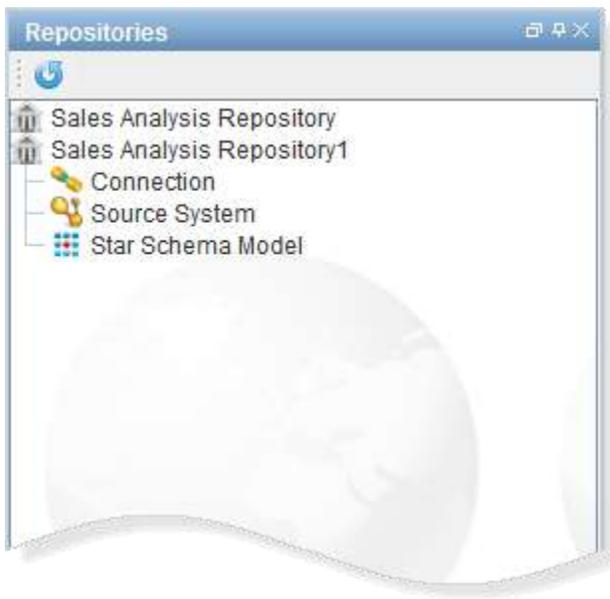 Repositories
Sales Analysis Repository
Sales Analysis Repository1
Connection
Source System
Star Schema Model